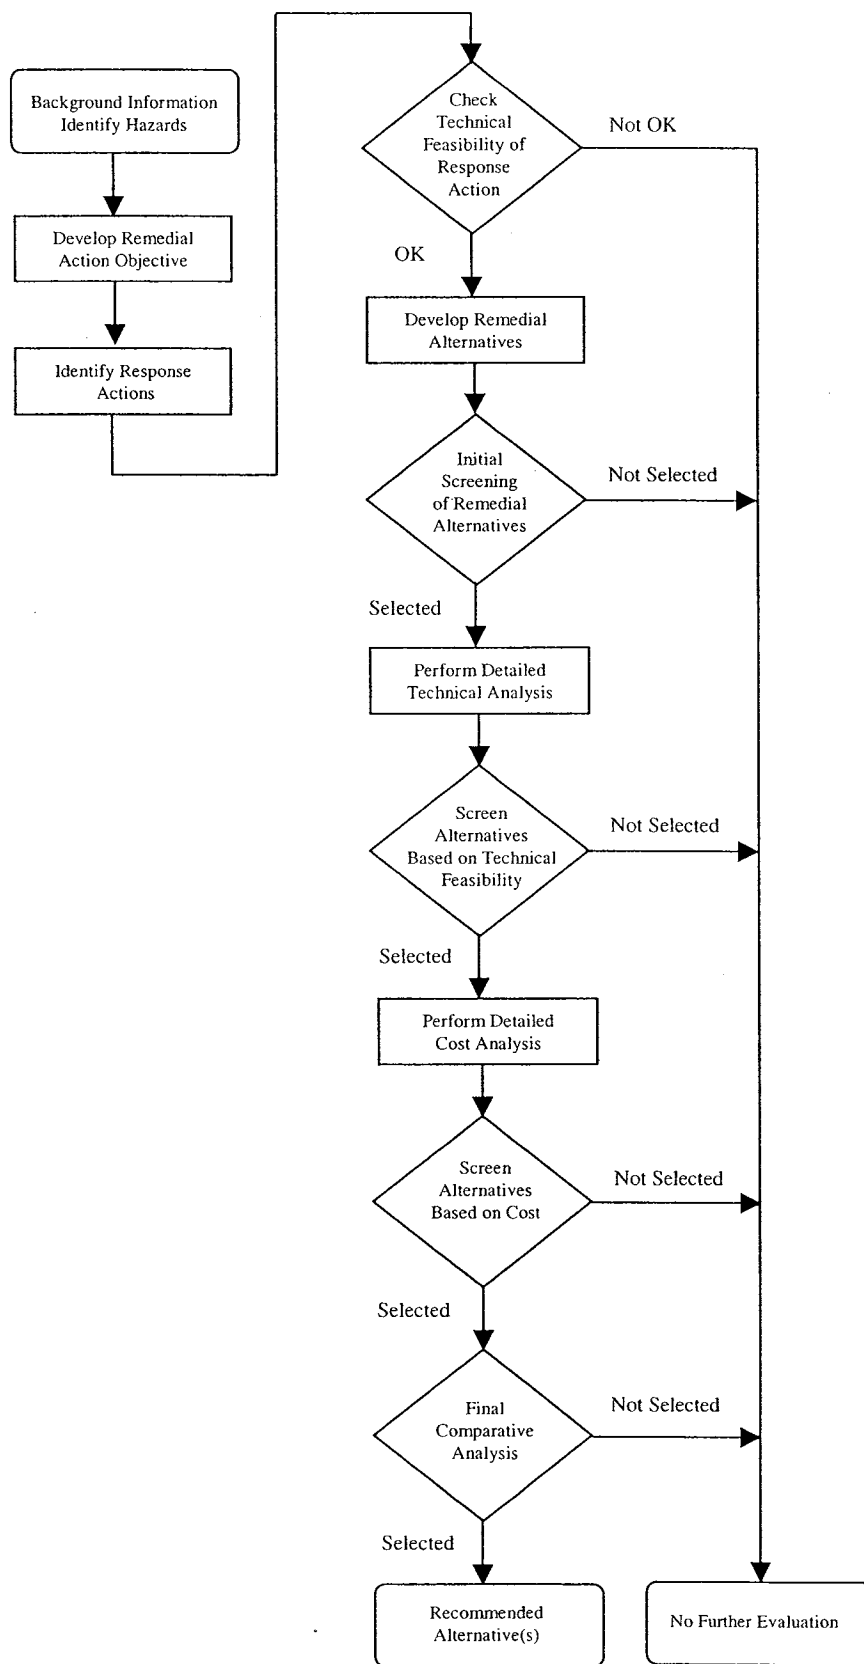 Background Information
Identify Hazards
Develop Remedial
Action Objective
Identify Response
Actions
Check
Technical
Feasibility of
Response
Action
Not OK
OK
Develop Remedial
Alternatives
Initial
Screening
of Remedial
Alternatives
Not Selected
Selected
Perform Detailed
Technical Analysis
Screen
Alternatives
Based on Technical
Feasibility
Not Selected
Selected
Perform Detailed
Cost Analysis
Screen
Alternatives
Based on Cost
Not Selected
Selected
Final
Comparative
Analysis
Not Selected
Selected
Recommended
Alternative(s)
No Further Evaluation